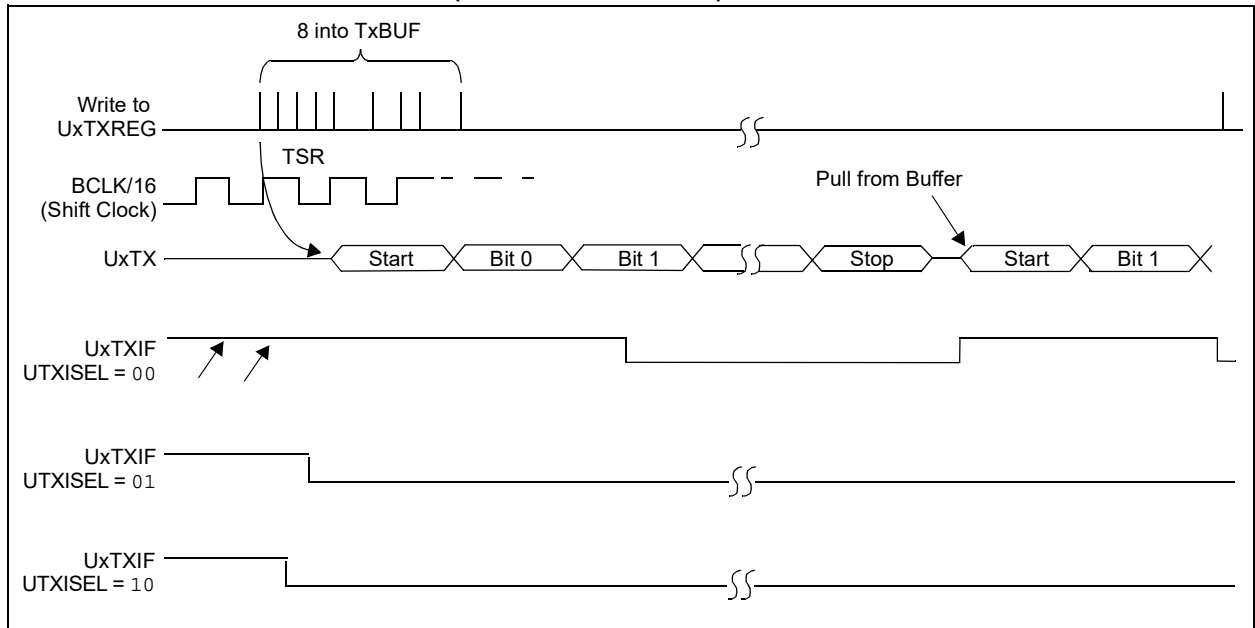 8 into TxBUF
Write to
UxTXREG
TSR
BCLK/16
(Shift Clock)
Pull from Buffer
UxTX
Start
Bit 0
Bit 1
Stop
Start
Bit 1
UxTXIF
UTXISEL = 00
UxTXIF
UTXISEL = 01
UxTXIF
UTXISEL = 10